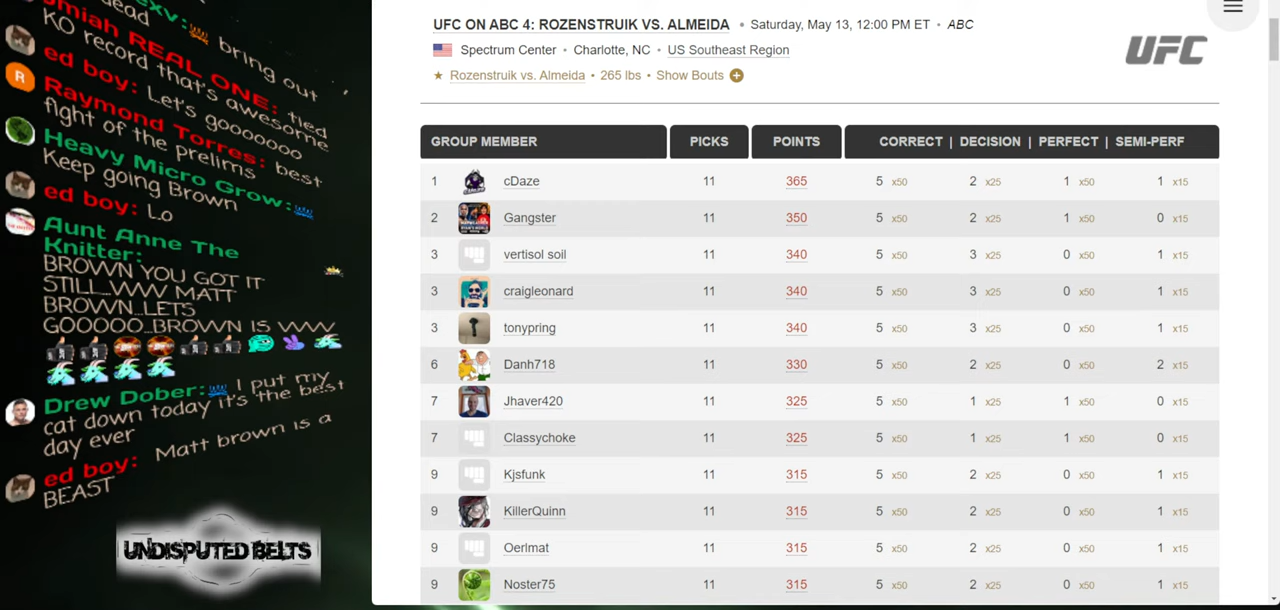 exv: bring out
dead
KO record that's awesome
miah REAL ONE: tied
ed boy: Let's gooooooo
Raymond Torres: best
fight of the prelims
Heavy Micro Grow:
Keep going Brown
ed boy: Lo
Aunt Anne The
Knitter:
BROWN YOU GOT IT
STILL..WW MATT
BROWN..LETS
GOOOOO..BROWN IS WW
Drew Dober: I put my
cat down today it's the best
day ever
ed boy: Matt brown is a
BEAST
UNDISPUTED BELTS
UFC ON ABC 4: ROZENSTRUIK VS. ALMEIDA • Saturday, May 13, 12:00 PM ET • ABC
Spectrum Center • Charlotte, NC • US Southeast Region
UFC
★ Rozenstruik vs. Almeida • 265 lbs • Show Bouts +
GROUP MEMBER PICKS POINTS CORRECT | DECISION | PERFECT | SEMI-PERF
1 cDaze 11 365 5 x50 2 x25 1 x50 1 x15
2 Gangster 11 350 5 x50 2 x25 1 x50 0 x15
3 vertisol soil 11 340 5 x50 3 x25 0 x50 1 x15
3 craigleonard 11 340 5 x50 3 x25 0 x50 1 x15
3 tonypring 11 340 5 x50 3 x25 0 x50 1 x15
6 Danh718 11 330 5 x50 2 x25 0 x50 2 x15
7 Jhaver420 11 325 5 x50 1 x25 1 x50 0 x15
7 Classychoke 11 325 5 x50 1 x25 1 x50 0 x15
9 Kjsfunk 11 315 5 x50 2 x25 0 x50 1 x15
9 KillerQuinn 11 315 5 x50 2 x25 0 x50 1 x15
9 Oerlmat 11 315 5 x50 2 x25 0 x50 1 x15
9 Noster75 11 315 5 x50 2 x25 0 x50 1 x15